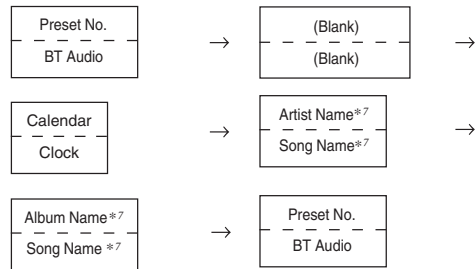 Preset No.
BT Audio
→
(Blank)
(Blank)
→
Calendar
Clock
→
Artist Name*7
Song Name*7
→
Album Name*7
Song Name *7
→
Preset No.
BT Audio